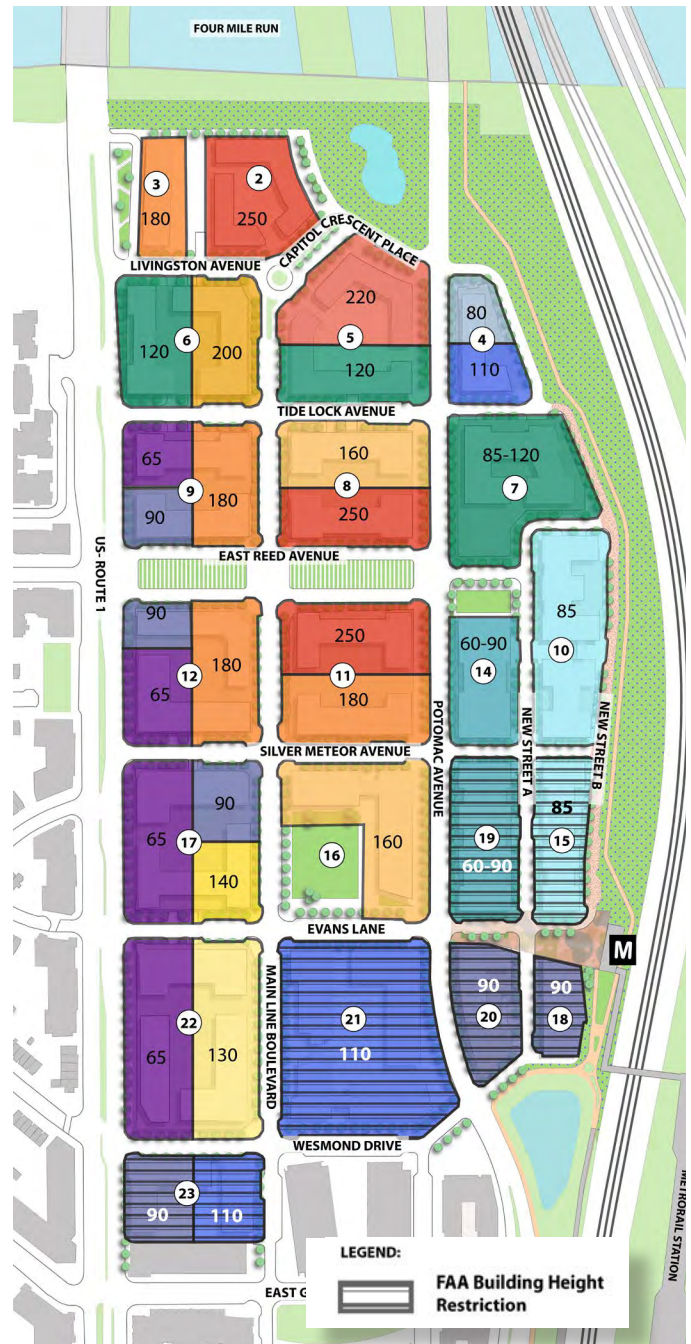 FOUR MILE RUN
3
2
180
250
CAPITOL CRESCENT PLACE
LIVINGSTON AVENUE
220
80
6
5
4
120
200
120
110
TIDE LOCK AVENUE
65
160
85-120
9
180
8
7
90
250
EAST REED AVENUE
US- ROUTE 1
90
250
60-90
85
12
180
11
14
10
65
180
POTOMAC AVENUE
NEW STREET A
NEW STREET B
SILVER METEOR AVENUE
90
85
65
17
160
19
15
16
60-90
140
EVANS LANE
M
MAIN LINE BOULEVARD
90
90
22
21
20
18
65
130
110
WESMOND DRIVE
METRORAIL STATION
23
90
110
LEGEND:
FAA Building Height
Restriction
EAST G